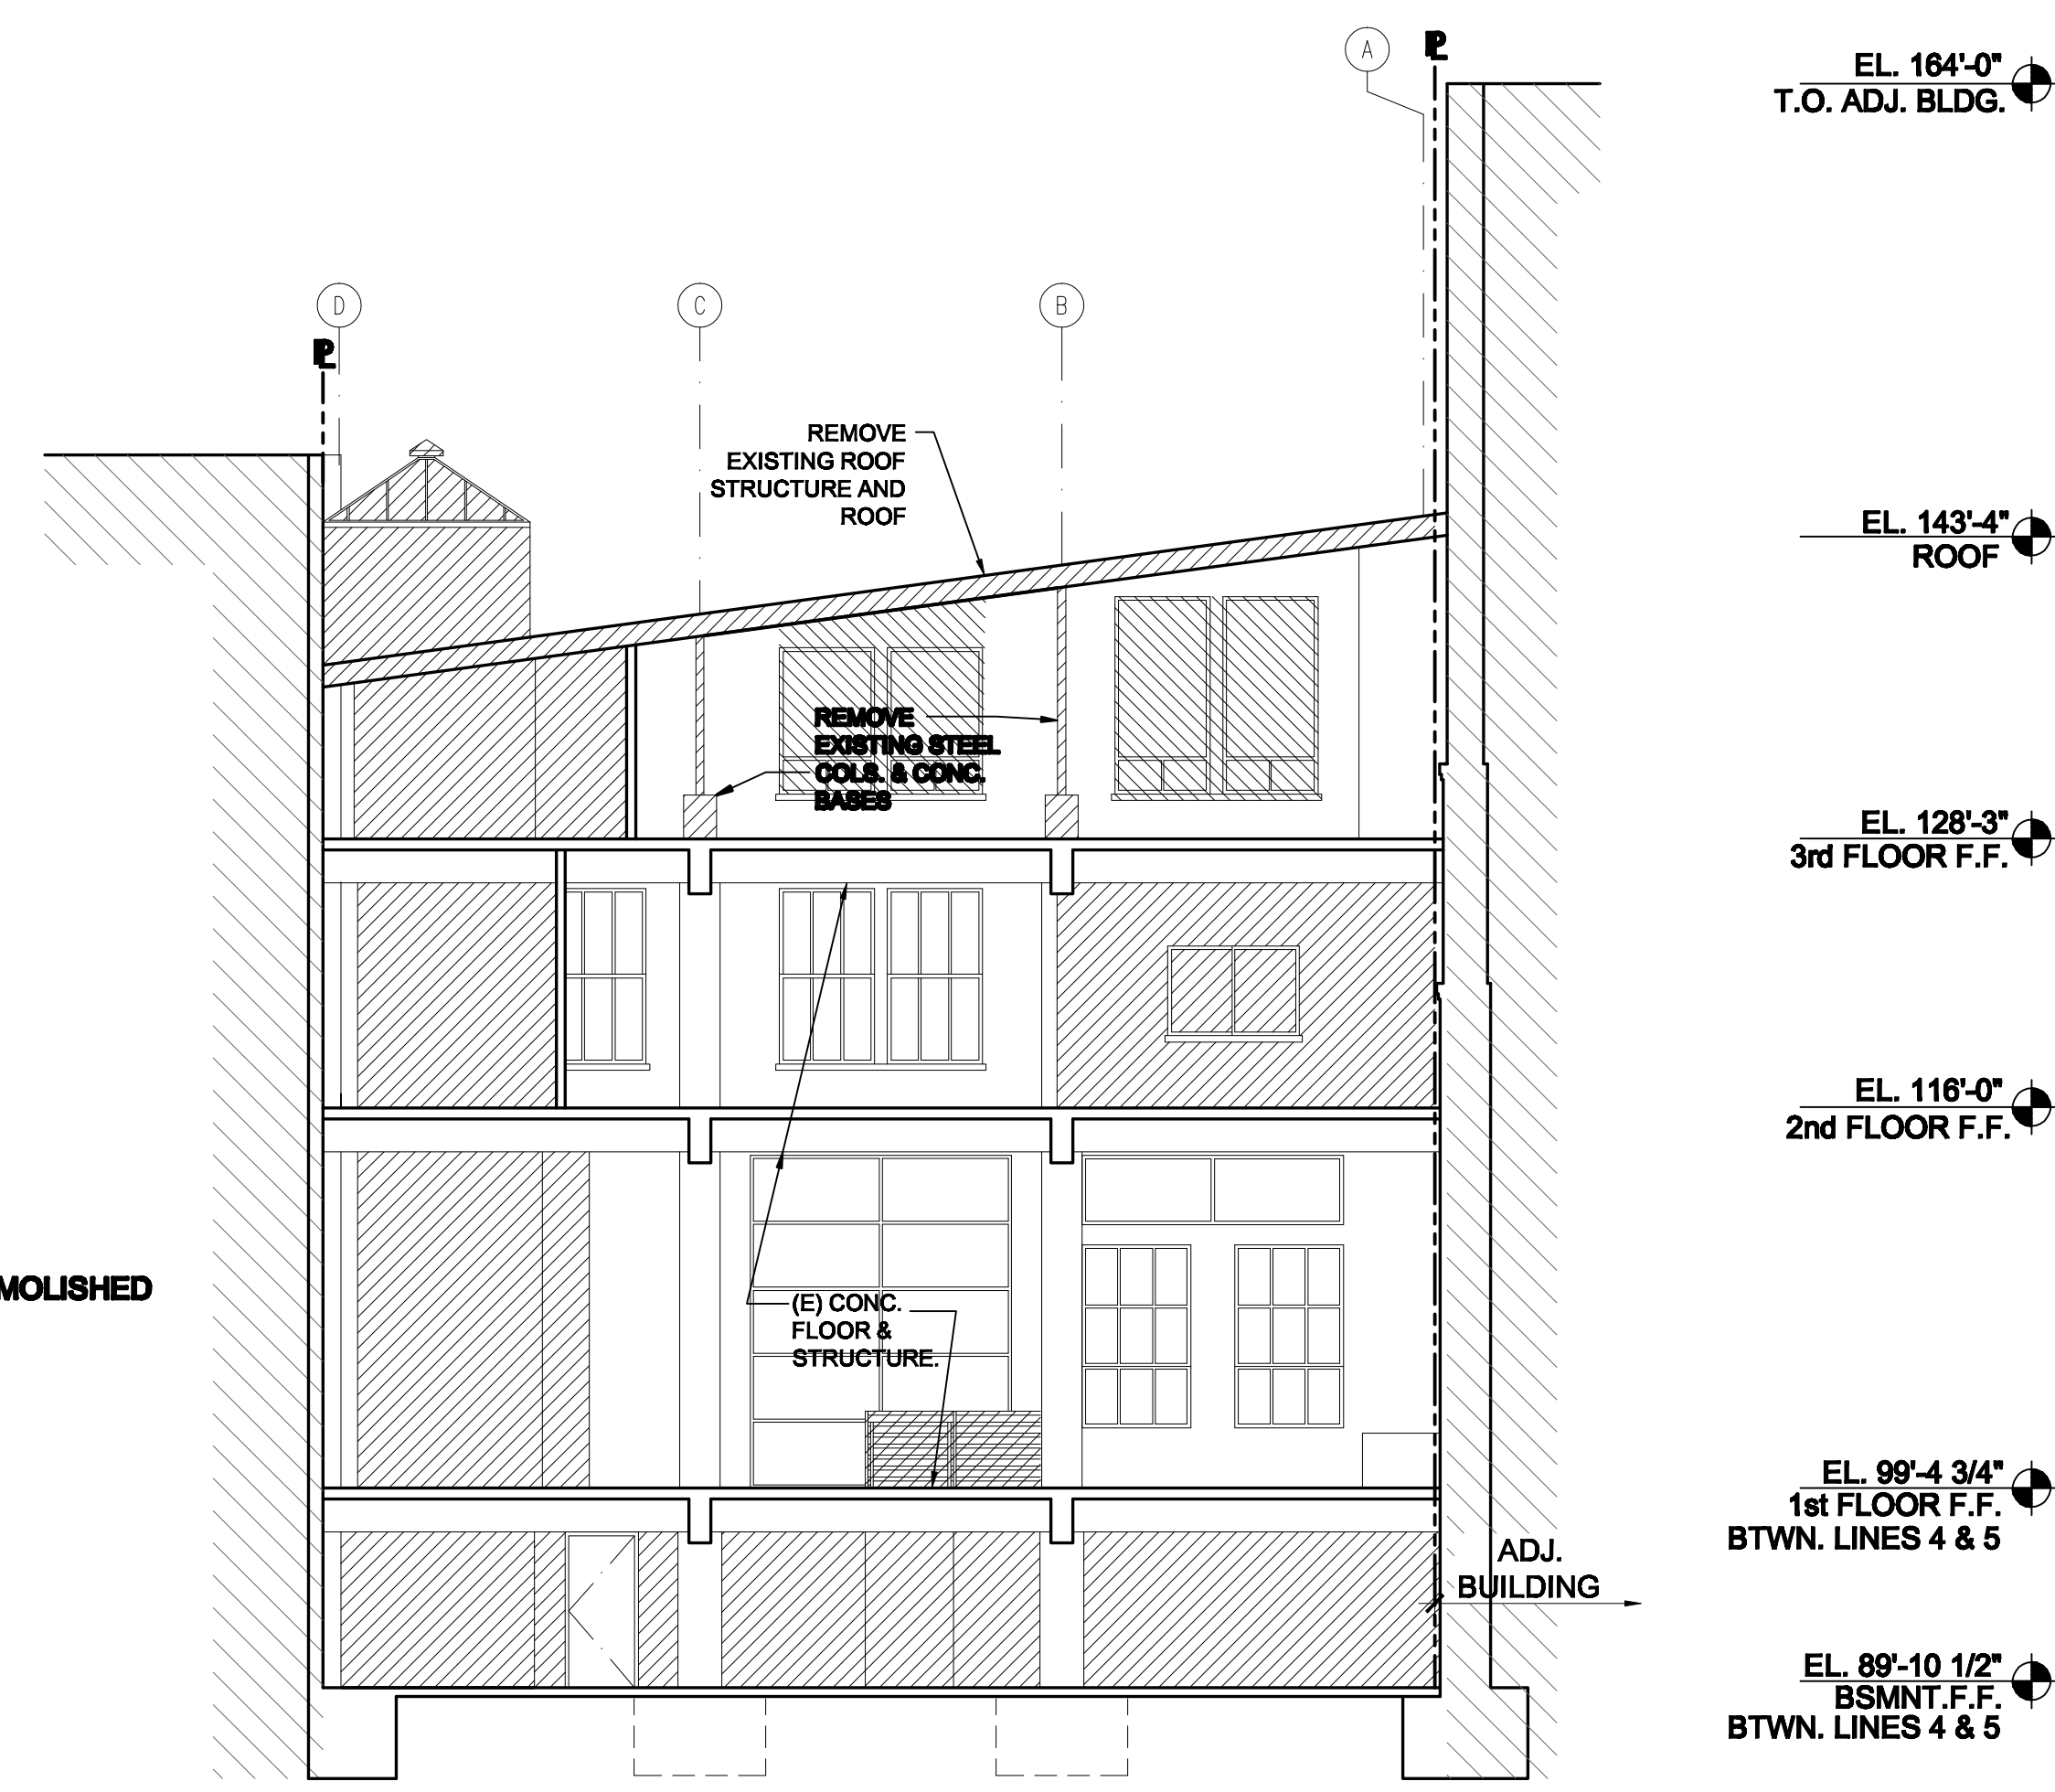 A
PL
EL. 164'-0"
T.O. ADJ. BLDG.
D
C
B
PL
REMOVE
EXISTING ROOF
STRUCTURE AND
ROOF
EL. 143'-4"
ROOF
REMOVE
EXISTING STEEL
COLS. & CONC.
BASES
EL. 128'-3"
3rd FLOOR F.F.
EL. 116'-0"
2nd FLOOR F.F.
MOLISHED
(E) CONC.
FLOOR &
STRUCTURE.
EL. 99'-4 3/4"
1st FLOOR F.F.
BTWN. LINES 4 & 5
ADJ.
BUILDING
EL. 89'-10 1/2"
BSMNT.F.F.
BTWN. LINES 4 & 5